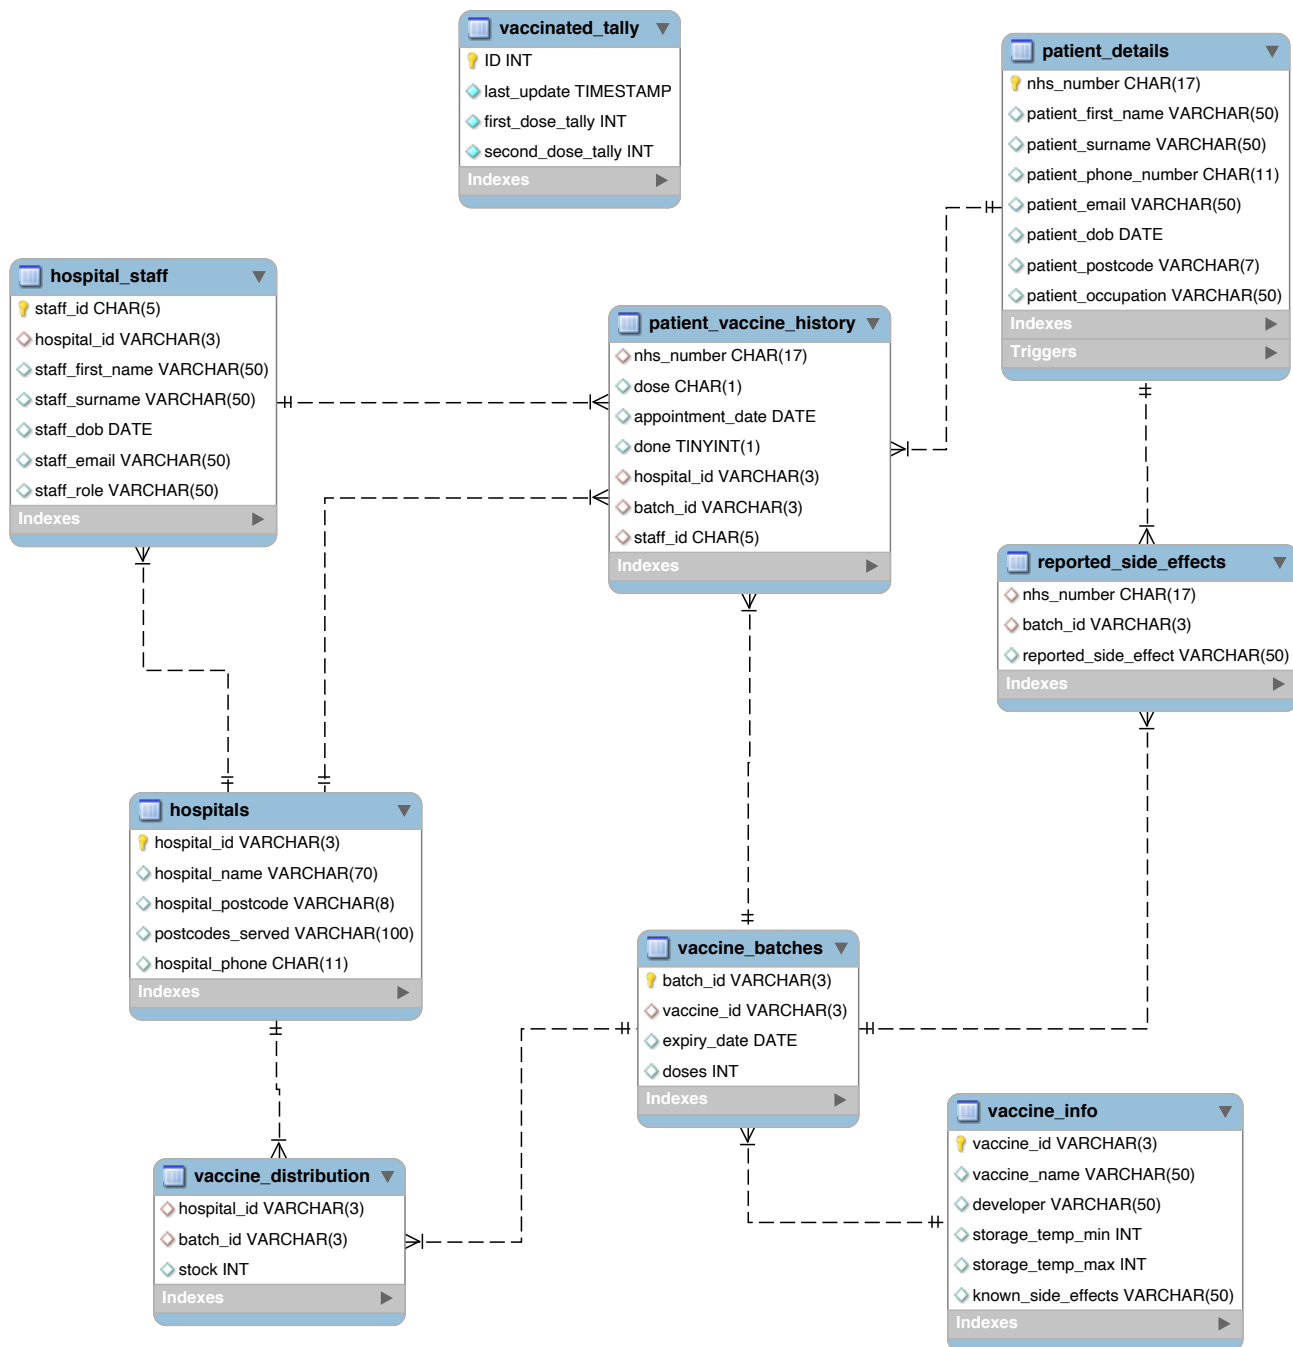 vaccinated_tally
ID INT
last_update TIMESTAMP
first_dose_tally INT
second_dose_tally INT
Indexes
patient_details
nhs_number CHAR(17)
patient_first_name VARCHAR(50)
patient_surname VARCHAR(50)
patient_phone_number CHAR(11)
patient_email VARCHAR(50)
patient_dob DATE
patient_postcode VARCHAR(7)
patient_occupation VARCHAR(50)
Indexes
Triggers
hospital_staff
staff_id CHAR(5)
hospital_id VARCHAR(3)
staff_first_name VARCHAR(50)
staff_surname VARCHAR(50)
staff_dob DATE
staff_email VARCHAR(50)
staff_role VARCHAR(50)
Indexes
patient_vaccine_history
nhs_number CHAR(17)
dose CHAR(1)
appointment_date DATE
done TINYINT(1)
hospital_id VARCHAR(3)
batch_id VARCHAR(3)
staff_id CHAR(5)
Indexes
reported_side_effects
nhs_number CHAR(17)
batch_id VARCHAR(3)
reported_side_effect VARCHAR(50)
Indexes
hospitals
hospital_id VARCHAR(3)
hospital_name VARCHAR(70)
hospital_postcode VARCHAR(8)
postcodes_served VARCHAR(100)
hospital_phone CHAR(11)
Indexes
vaccine_batches
batch_id VARCHAR(3)
vaccine_id VARCHAR(3)
expiry_date DATE
doses INT
Indexes
vaccine_info
vaccine_id VARCHAR(3)
vaccine_name VARCHAR(50)
developer VARCHAR(50)
storage_temp_min INT
storage_temp_max INT
known_side_effects VARCHAR(50)
Indexes
vaccine_distribution
hospital_id VARCHAR(3)
batch_id VARCHAR(3)
stock INT
Indexes